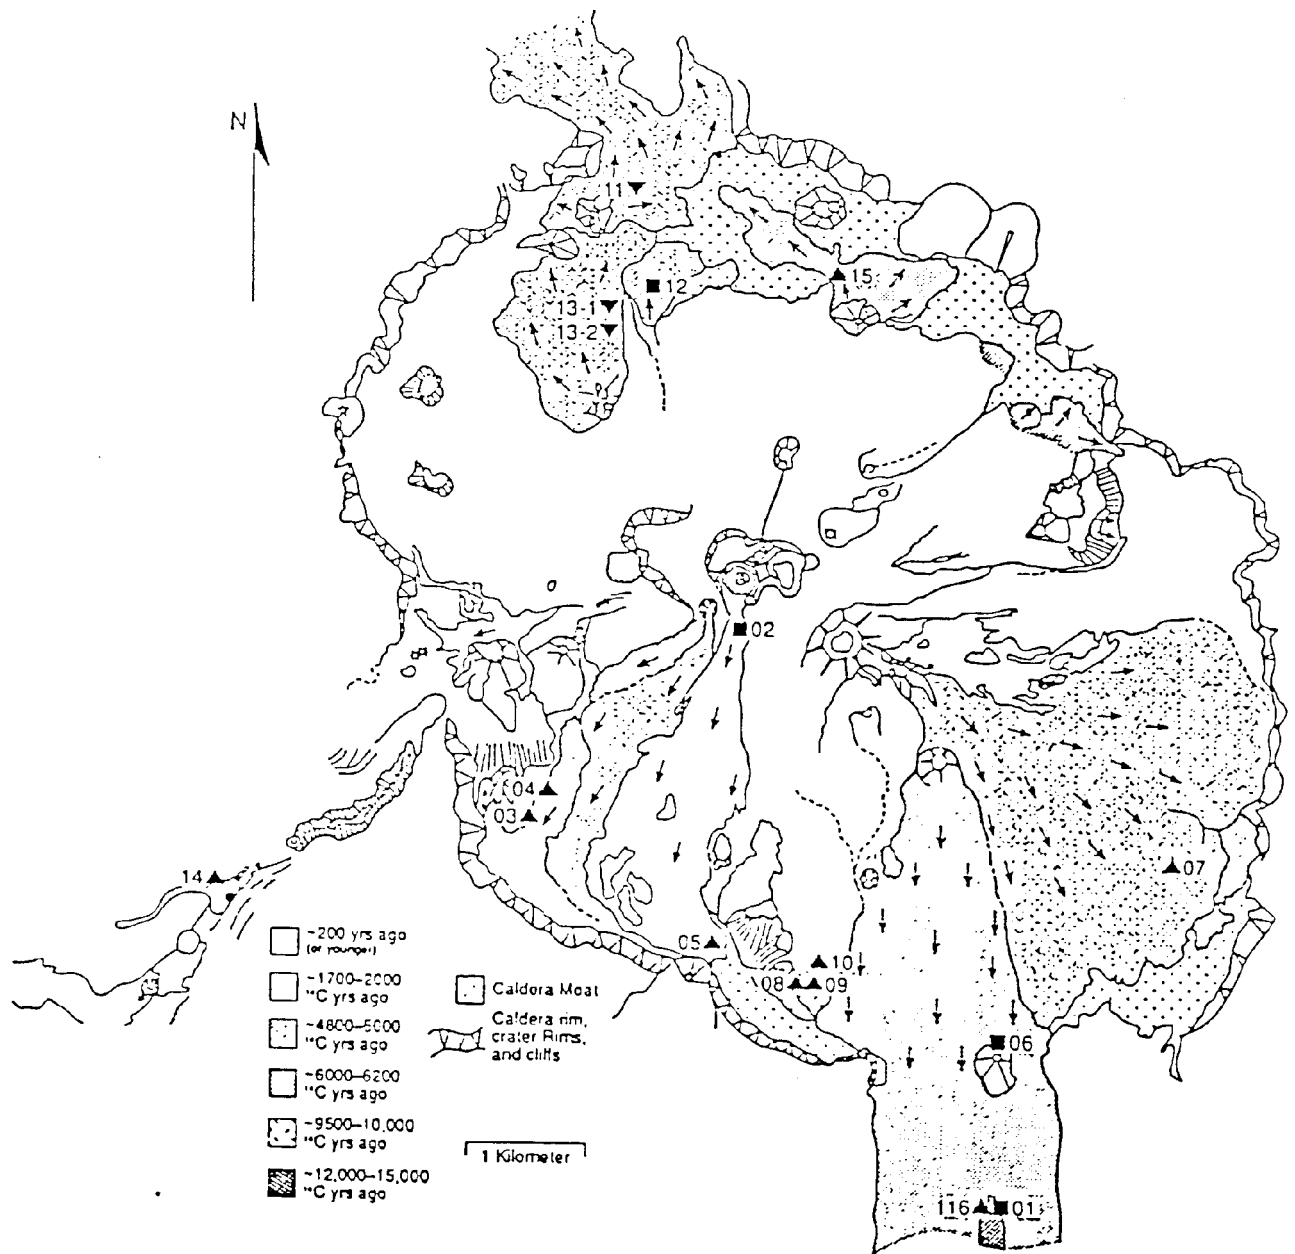 N
11
12
15
13-1
13-2
02
04
03
07
14
05
10
08
09
06
116
01
~200 yrs ago
(or younger)
~1700–2000
¹⁴C yrs ago
~4800–5000
¹⁴C yrs ago
~6000–6200
¹⁴C yrs ago
~9500–10,000
¹⁴C yrs ago
~12,000–15,000
¹⁴C yrs ago
Caldera Moat
Caldera rim,
crater Rims,
and cliffs
1 Kilometer